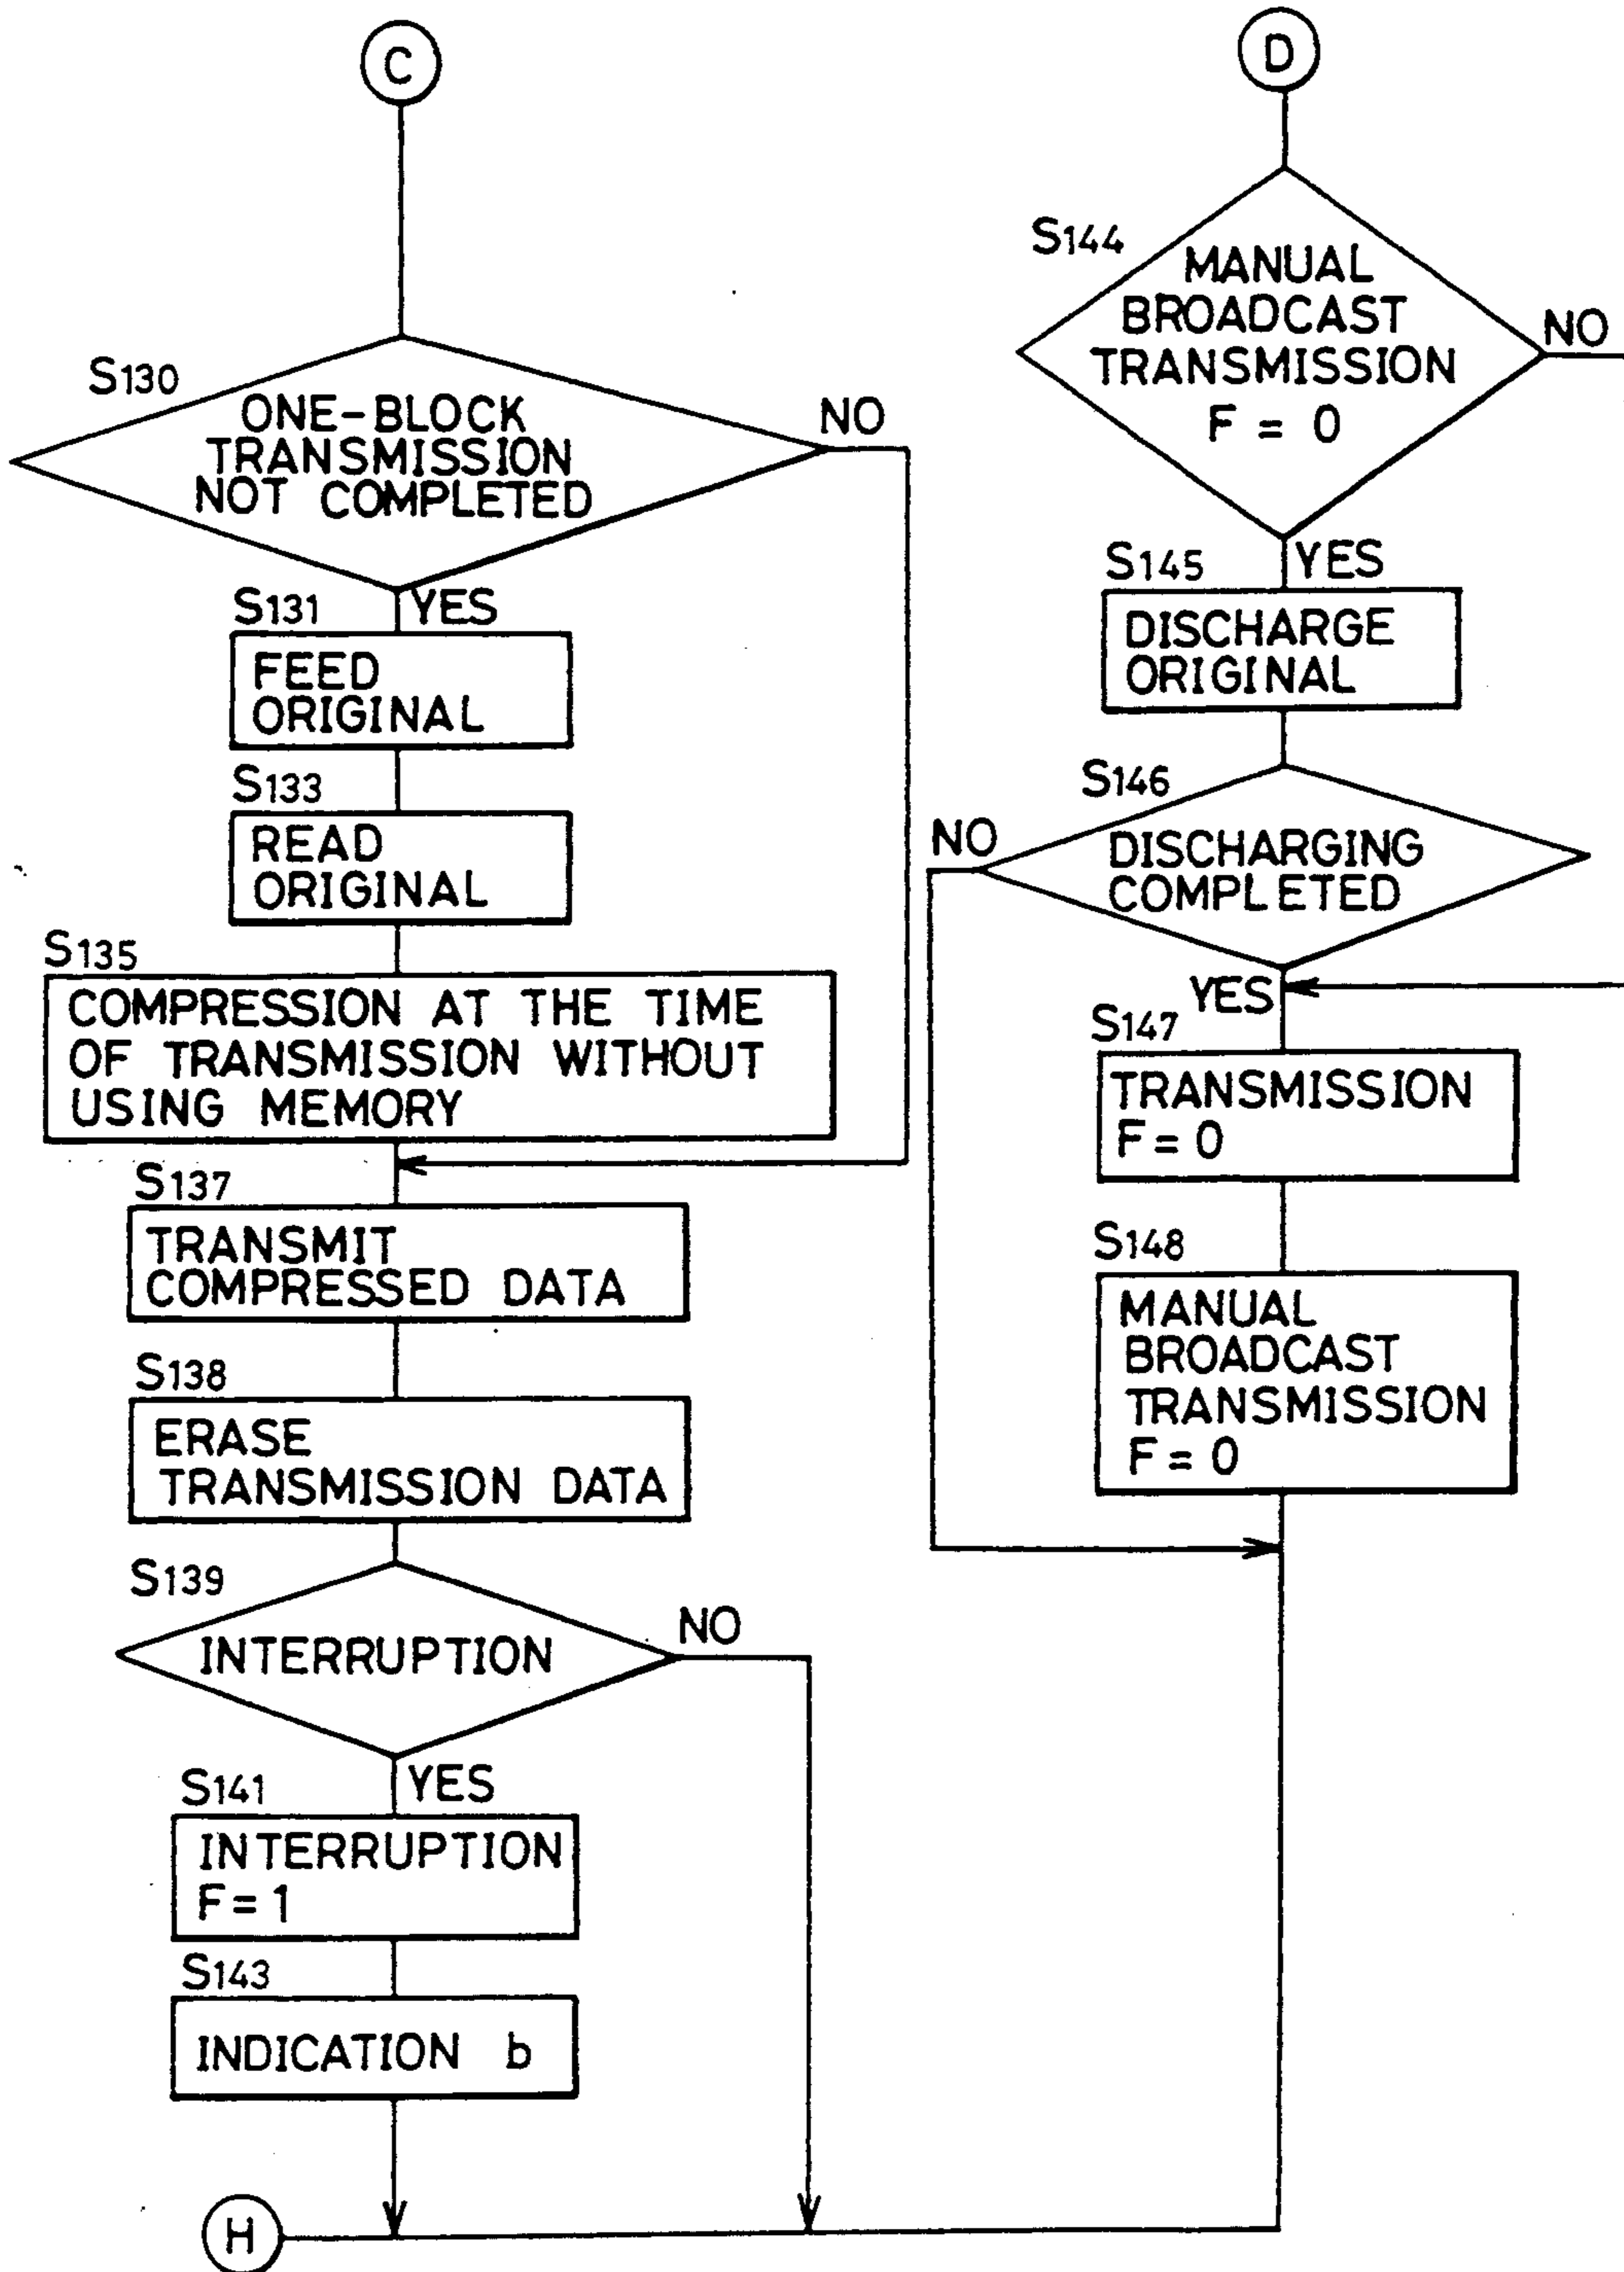 C
S130
ONE-BLOCK
TRANSMISSION
NOT COMPLETED
NO
YES
S131
FEED
ORIGINAL
S133
READ
ORIGINAL
S135
COMPRESSION AT THE TIME
OF TRANSMISSION WITHOUT
USING MEMORY
S137
TRANSMIT
COMPRESSED DATA
S138
ERASE
TRANSMISSION DATA
S139
INTERRUPTION
NO
YES
S141
INTERRUPTION
F=1
S143
INDICATION b
H
D
S144
MANUAL
BROADCAST
TRANSMISSION
F = 0
NO
YES
S145
DISCHARGE
ORIGINAL
S146
DISCHARGING
COMPLETED
NO
YES
S147
TRANSMISSION
F=0
S148
MANUAL
BROADCAST
TRANSMISSION
F=0